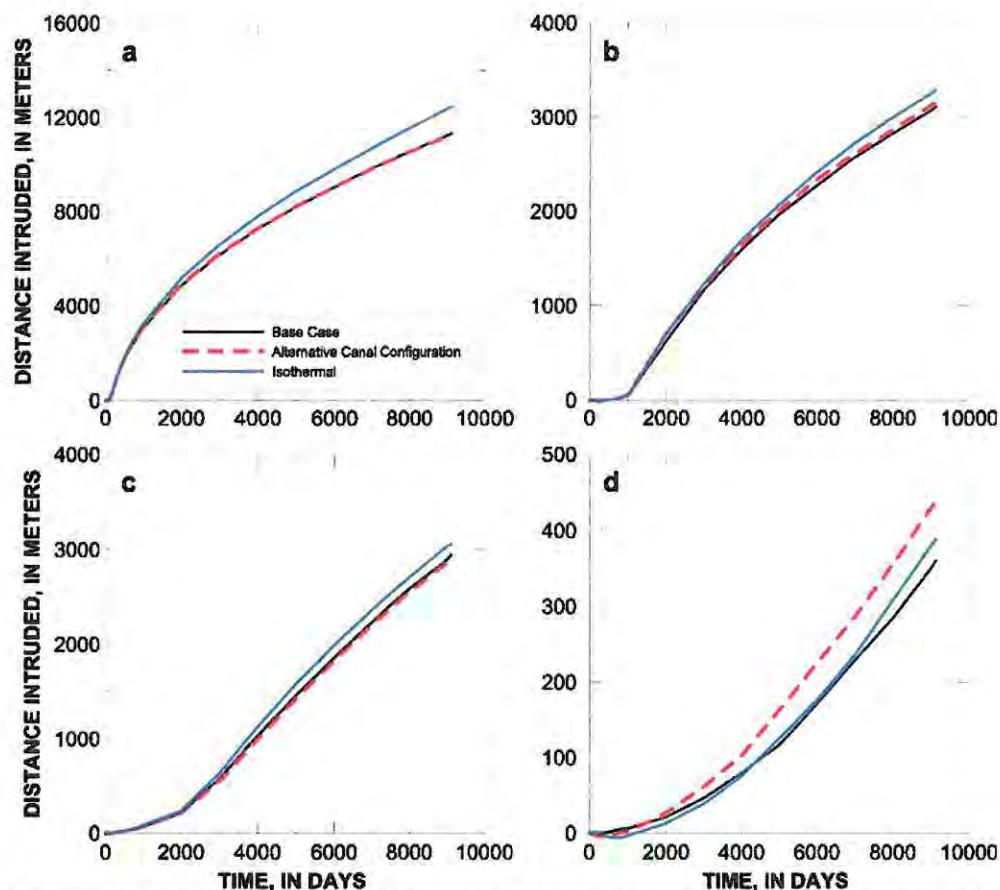 16000
a
12000
8000
4000
0
0 2000 4000 6000 8000 10000
DISTANCE INTRUDED, IN METERS
Base Case
Alternative Canal Configuration
Isothermal
4000
b
3000
2000
1000
0
0 2000 4000 6000 8000 10000
4000
c
3000
2000
1000
0
0 2000 4000 6000 8000 10000
DISTANCE INTRUDED, IN METERS
TIME, IN DAYS
500
d
400
300
200
100
0
0 2000 4000 6000 8000 10000
TIME, IN DAYS